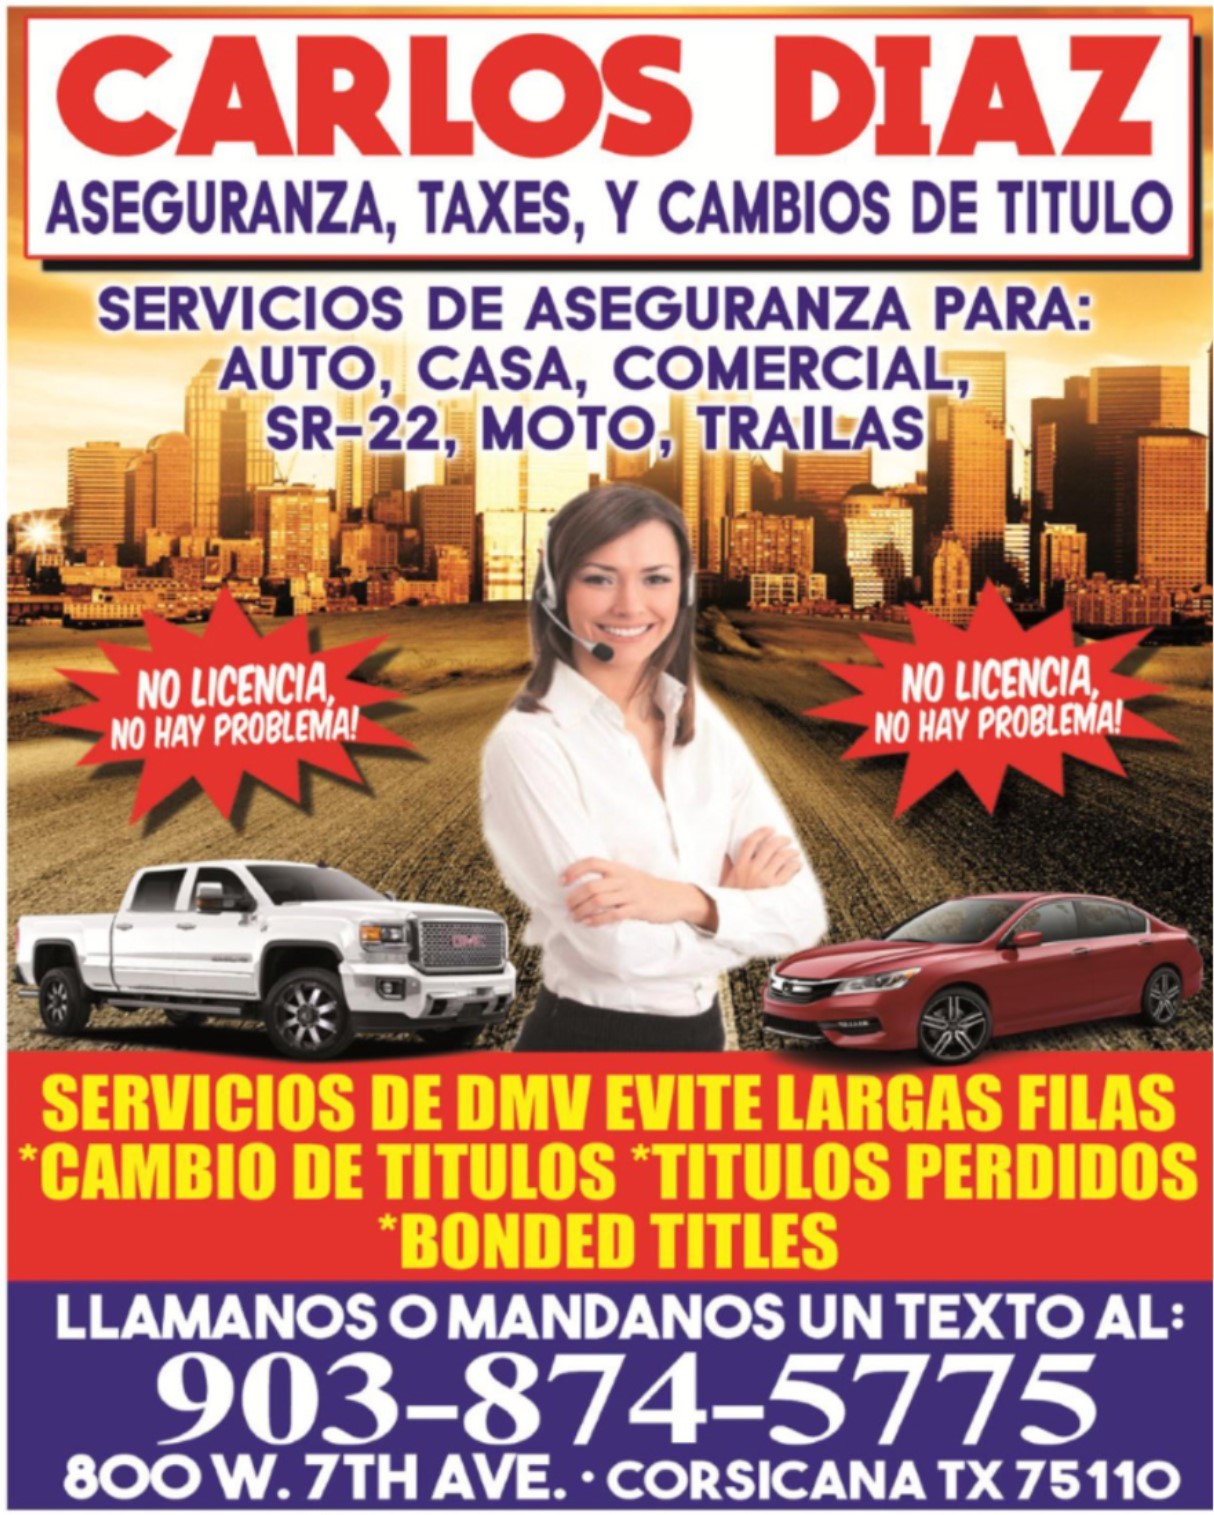 CARLOS DIAZ
ASEGURANZA, TAXES, Y CAMBIOS DE TITULO
SERVICIOS DE ASEGURANZA PARA:
AUTO, CASA, COMERCIAL,
SR-22, MOTO, TRAILAS
NO LICENCIA,
NO HAY PROBLEMA!
NO LICENCIA,
NO HAY PROBLEMA!
GMC
SERVICIOS DE DMV EVITE LARGAS FILAS
*CAMBIO DE TITULOS *TITULOS PERDIDOS
*BONDED TITLES
LLAMANOS O MANDANOS UN TEXTO AL:
903-874-5775
800 W. 7TH AVE. • CORSICANA TX 75110